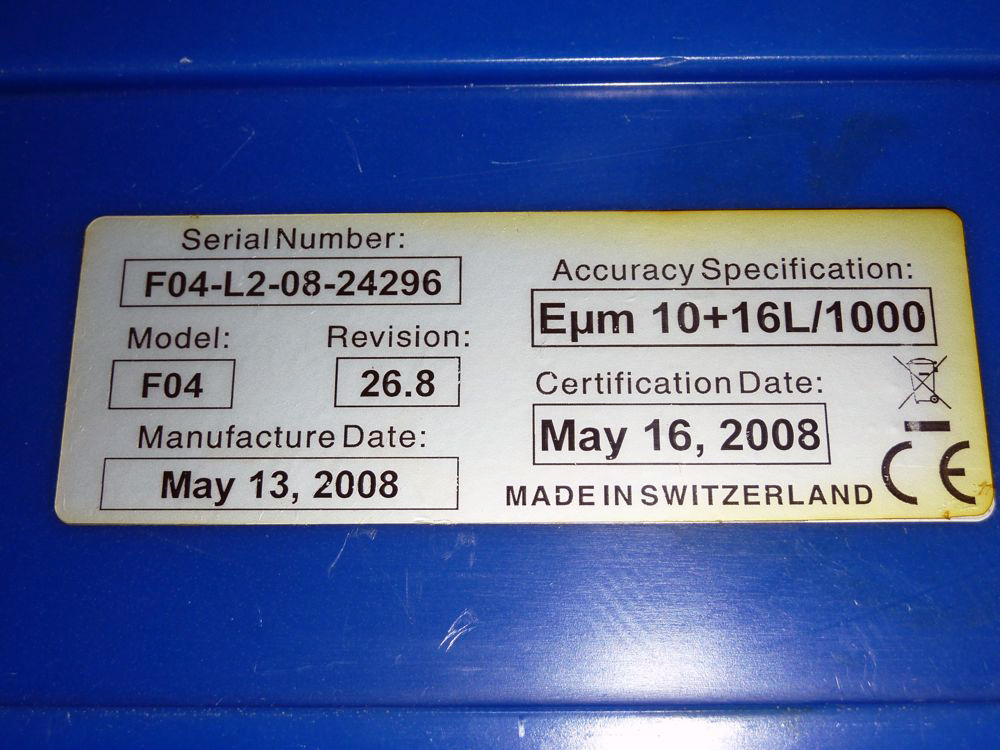 Serial Number:
F04-L2-08-24296
Model:
Revision:
F04
26.8
Manufacture Date:
May 13, 2008
Accuracy Specification:
Eµm 10+16L/1000
Certification Date:
May 16, 2008
MADE IN SWITZERLAND
CE